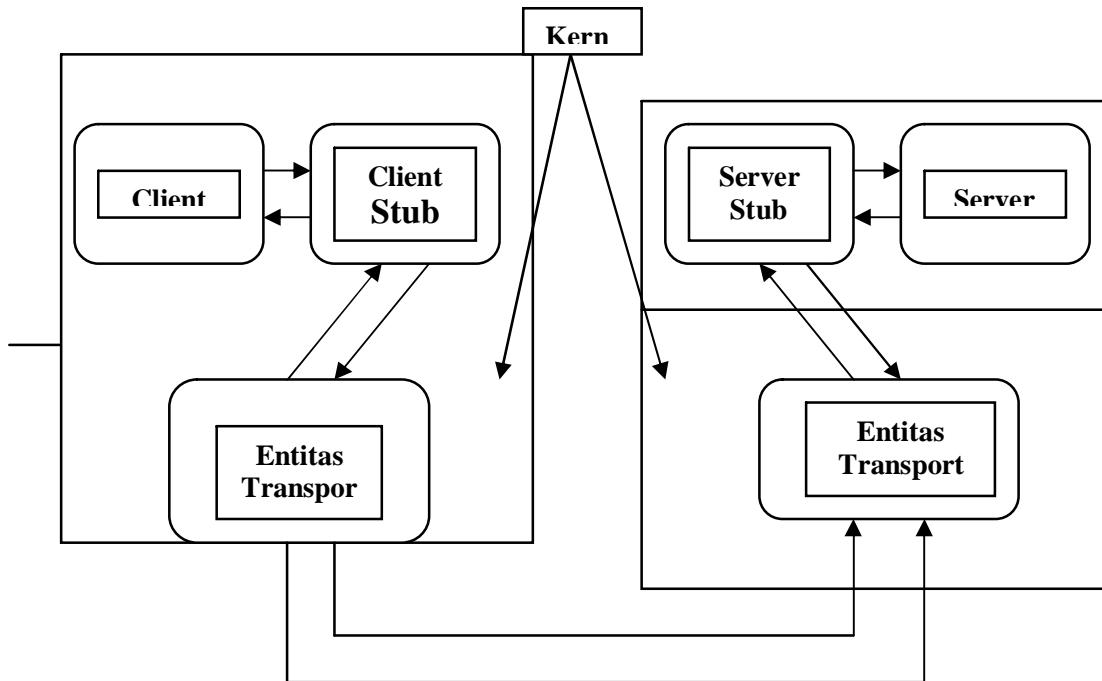 Kern
Client
Client
Stub
Server
Stub
Server
Entitas
Transpor
Entitas
Transport